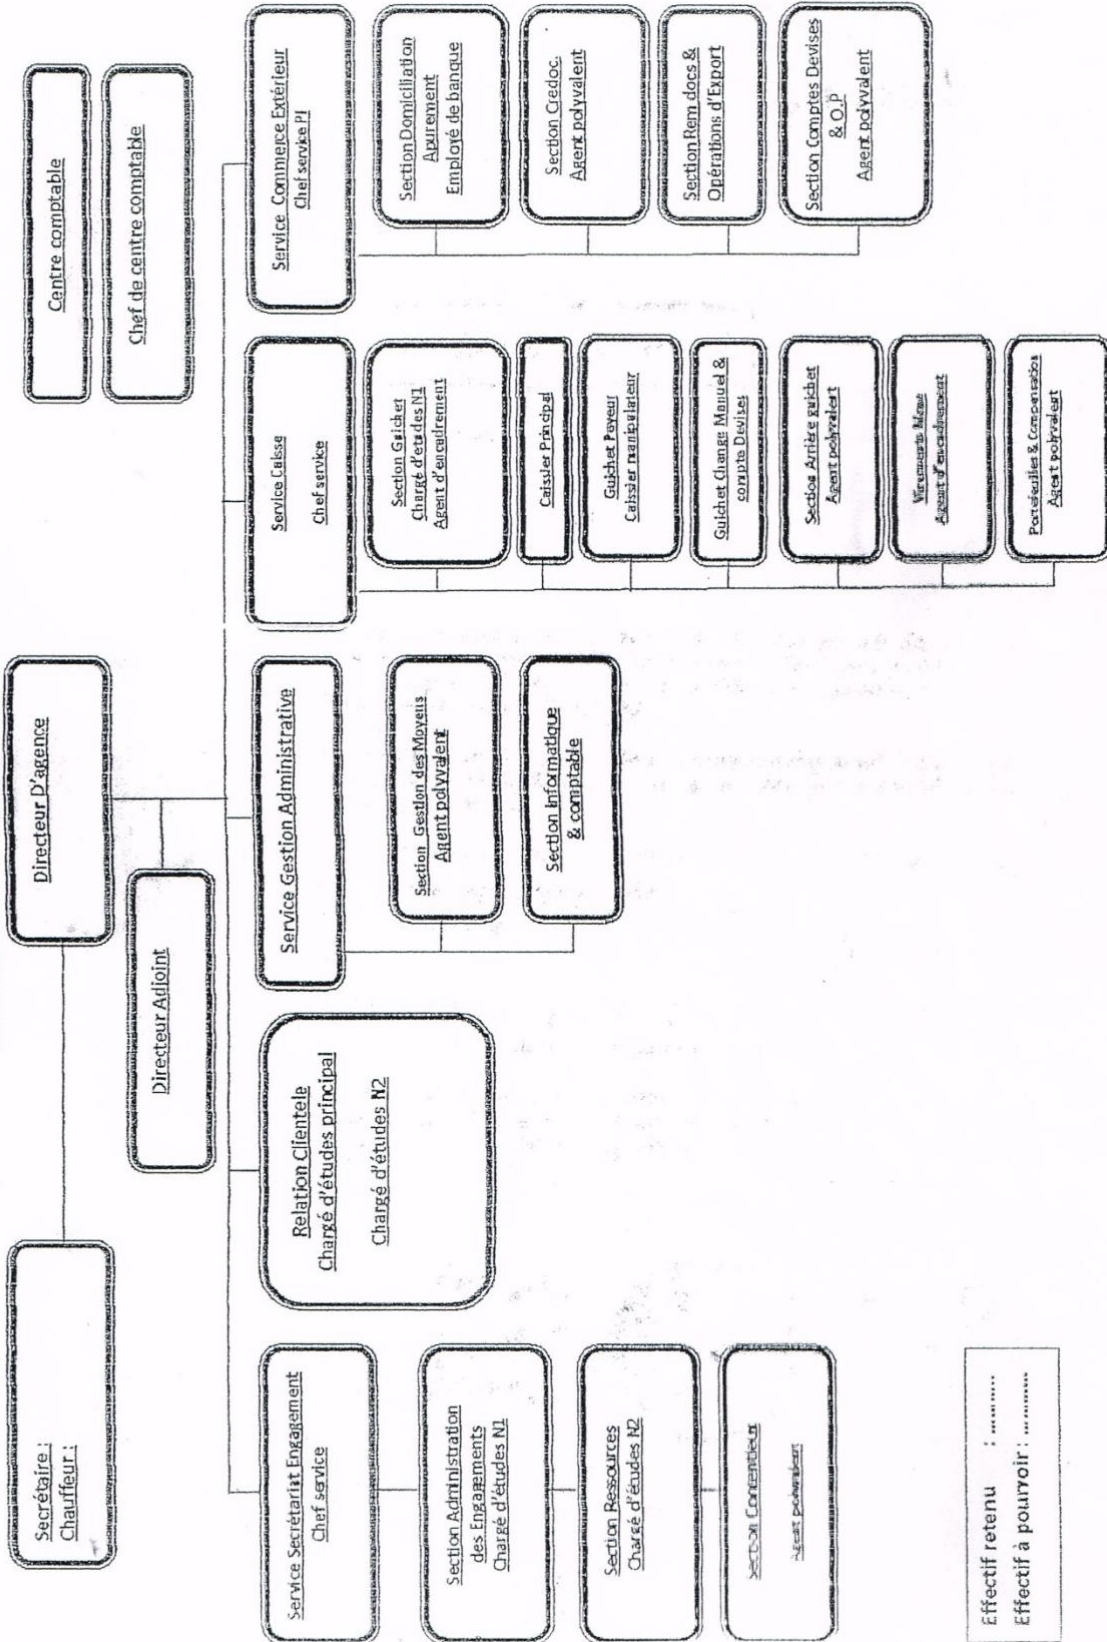 Secrétaire :
Chauffeur :
Directeur D'agence
Directeur Adjoint
Centre comptable
Chef de centre comptable
Service Secrétariat Engagement
Chef service
Section Administration
des Engagements
Chargé d'études N1
Section Ressources
Chargé d'études N2
Section Contentieux
Agent polyvalent
Relation Clientele
Chargé d'études principal
Chargé d'études N2
Service Gestion Administrative
Section Gestion des Moyens
Agent polyvalent
Section Informatique
& comptable
Service Caisse
Chef service
Section Guichet
Chargé d'etudes N1
Agent d'encadrement
Caissier Principal
Guichet Payeur
Caissier manipulateur
Guichet Change Manuel &
compte Devises
Section Arrière guichet
Agent polyvalent
Virements
Agent d'encadrement
Portefeuilles & Compensation
Agent polyvalent
Service Commerce Extérieur
Chef service PI
Section Domiciliation
Apurement
Employé de banque
Section Credoc.
Agent polyvalent
Section Rem docs &
Opérations d'Export
Section Comptes Devises
& O.P
Agent polyvalent
Effectif retenu : ...........
Effectif à pourvoir : ...........